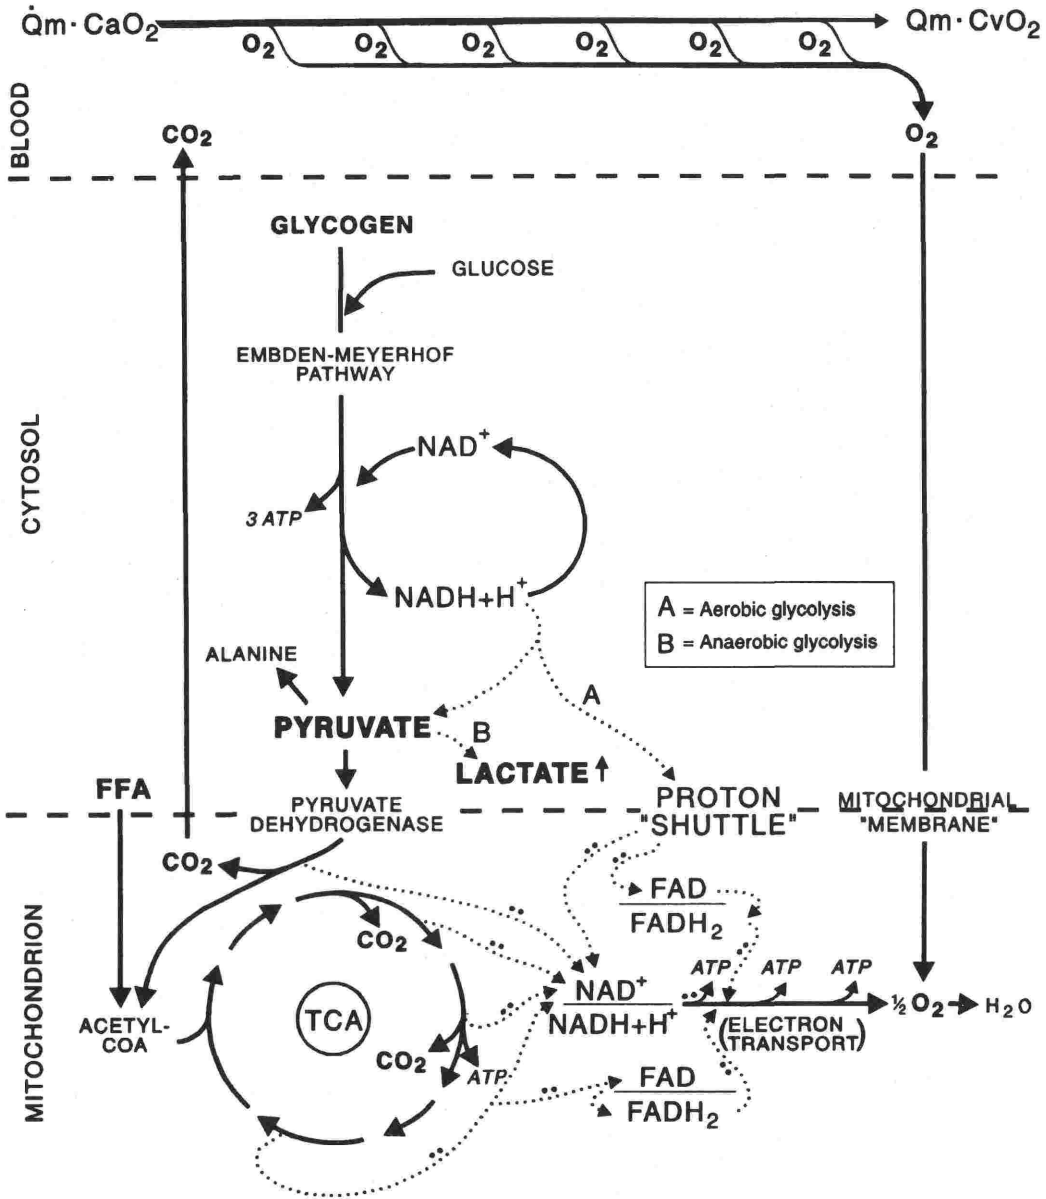 Q̇m·CaO₂
Qm·CvO₂
O₂ O₂ O₂ O₂ O₂ O₂
BLOOD
CO₂
O₂
GLYCOGEN
GLUCOSE
EMBDEN-MEYERHOF
PATHWAY
CYTOSOL
NAD⁺
3 ATP
NADH+H⁺
A = Aerobic glycolysis
B = Anaerobic glycolysis
ALANINE
A
PYRUVATE
B
LACTATE ↑
FFA
PYRUVATE
DEHYDROGENASE
PROTON
"SHUTTLE"
MITOCHONDRIAL
"MEMBRANE"
CO₂
MITOCHONDRION
FAD
FADH₂
CO₂
ATP ATP ATP
NAD⁺
NADH+H⁺
½O₂
H₂O
(ELECTRON
TRANSPORT)
ACETYL-
COA
TCA
CO₂
ATP
FAD
FADH₂